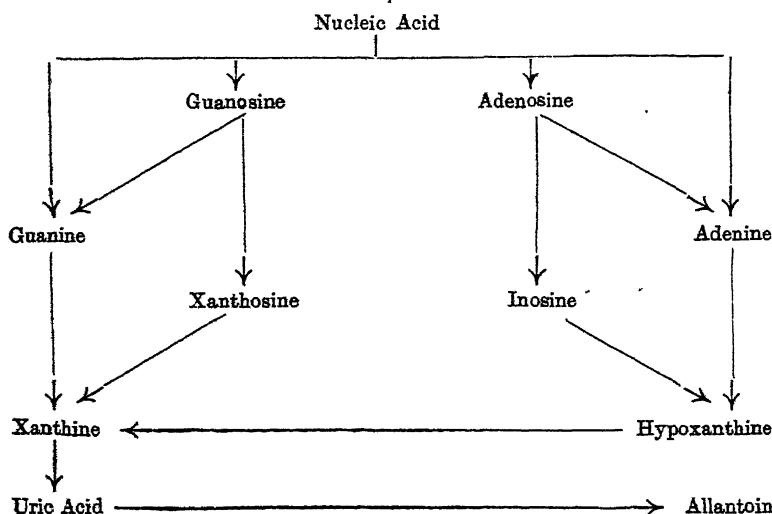 Nucleic Acid
Guanosine Adenosine
Guanine Adenine
Xanthosine Inosine
Xanthine Hypoxanthine
Uric Acid Allantoin